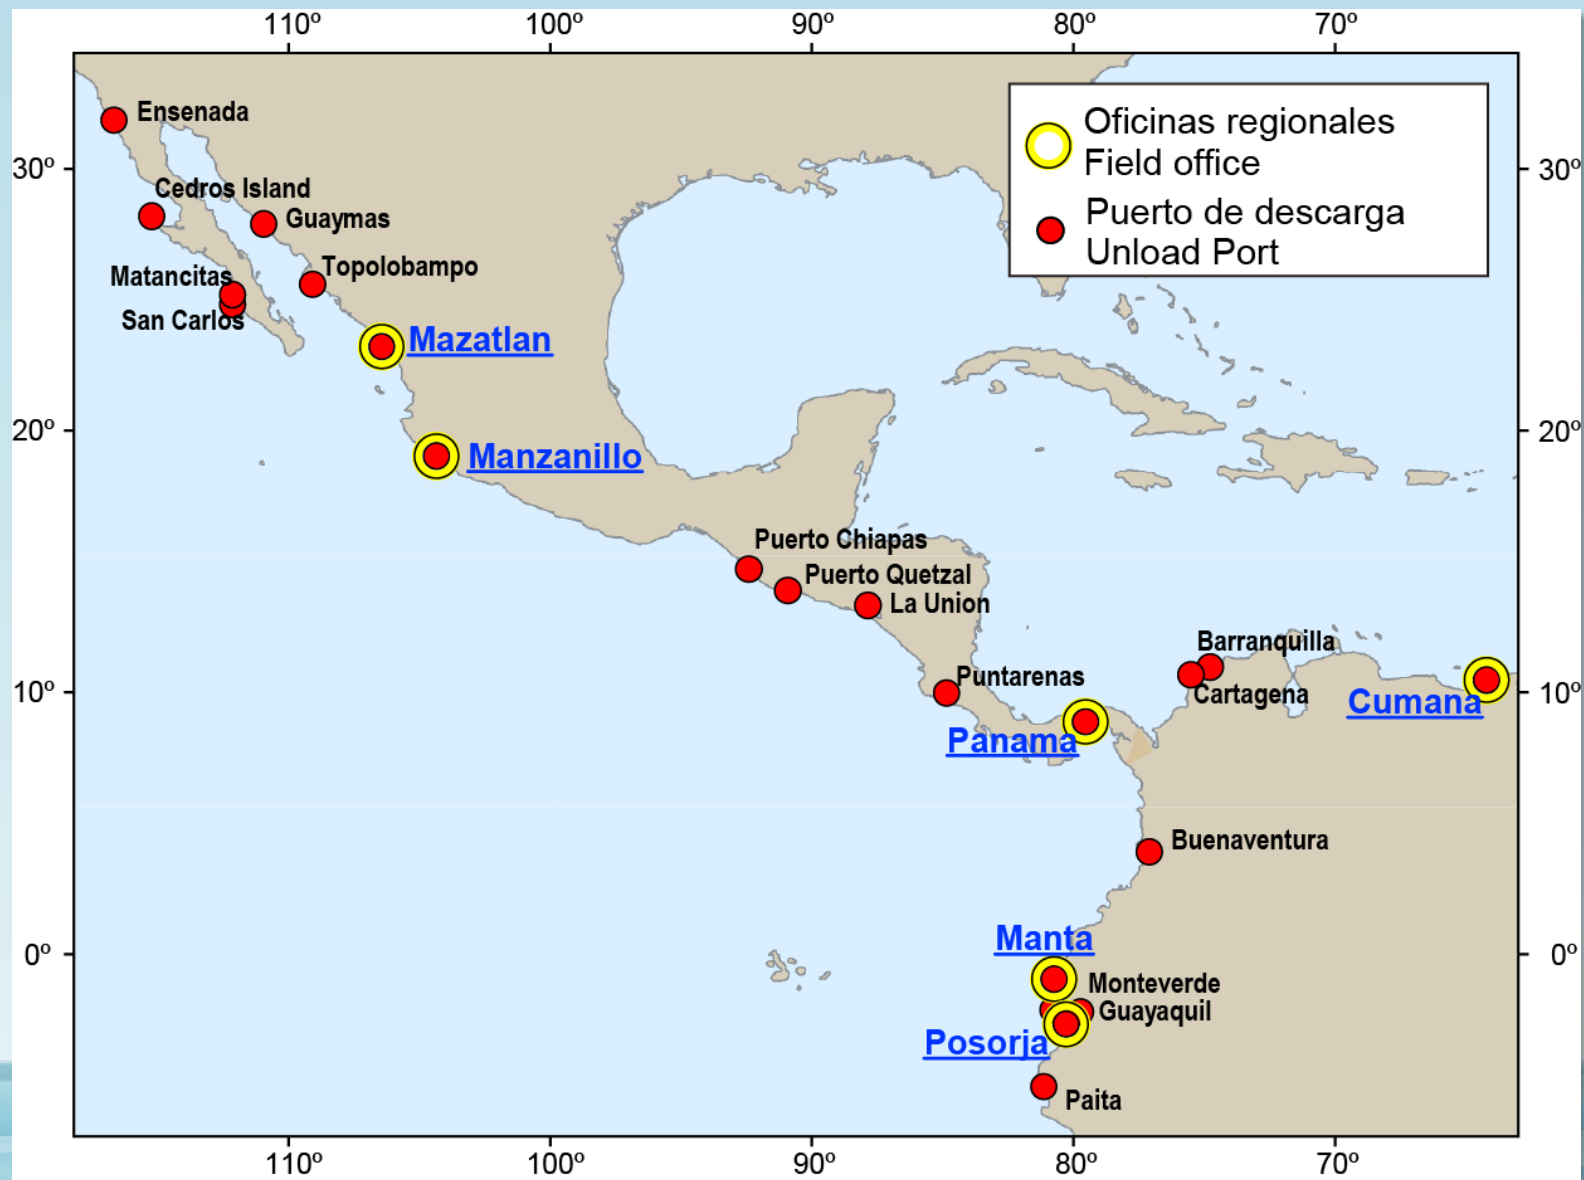 110º 100º 90º 80º 70º
Oficinas regionales
Field office
Puerto de descarga
Unload Port
Ensenada
30º
30º
Cedros Island
Guaymas
Topolobampo
Matancitas
San Carlos
Mazatlan
20º
20º
Manzanillo
Puerto Chiapas
Puerto Quetzal
La Union
Barranquilla
Puntarenas
10º
10º
Cartagena
Cumana
Panama
Buenaventura
Manta
0º
0º
Monteverde
Guayaquil
Posorja
Paita
110º 100º 90º 80º 70º